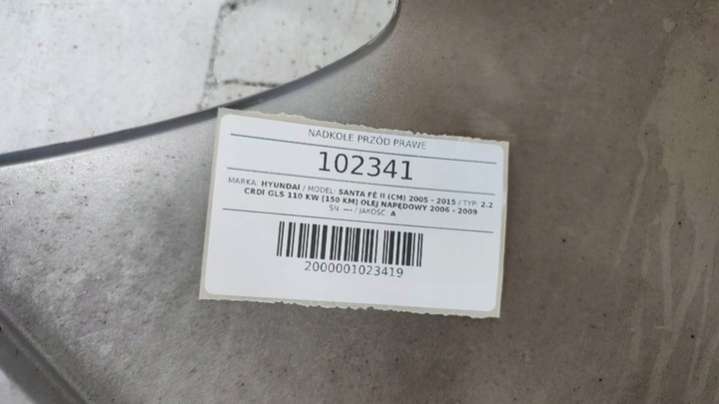 NADKOLE PRZÓD PRAWE
102341
MARKA: HYUNDAI / MODEL: SANTA FÉ II (CM) 2005 - 2015 / TYP: 2.2
CRDI GLS 110 KW (150 KM) OLEJ NAPĘDOWY 2006 - 2009
SN: --- / JAKOŚĆ: A
2000001023419